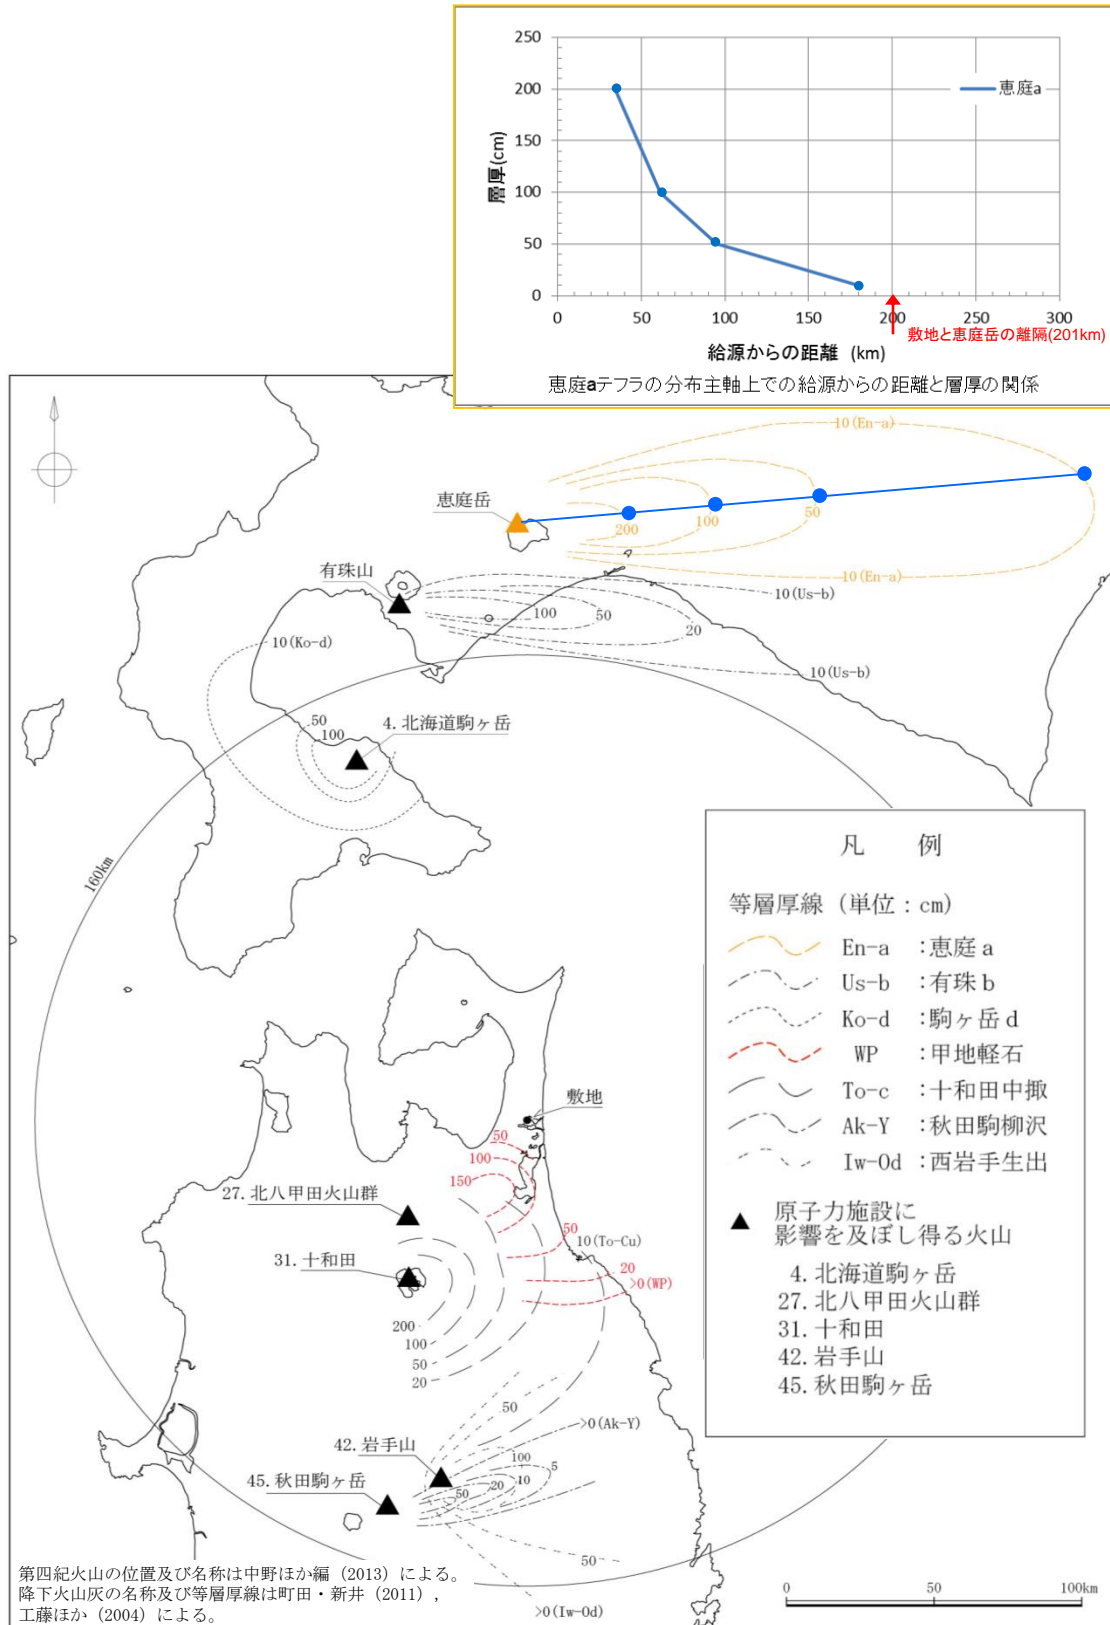 250
200
150
100
50
0
層厚(cm)
恵庭a
0
50
100
150
200
250
300
敷地と恵庭岳の離隔(201km)
給源からの距離 (km)
恵庭aテフラの分布主軸上での給源からの距離と層厚の関係
10(En-a)
恵庭岳
200
100
50
10(En-a)
有珠山
10(Us-b)
100
50
20
10(Us-b)
10(Ko-d)
50
100
4.北海道駒ヶ岳
160km
凡 例
等層厚線 (単位：cm)
En-a ：恵庭a
Us-b ：有珠b
Ko-d ：駒ヶ岳d
WP ：甲地軽石
To-c ：十和田中掫
Ak-Y ：秋田駒柳沢
Iw-Od ：西岩手生出
原子力施設に
影響を及ぼし得る火山
4.北海道駒ヶ岳
27.北八甲田火山群
31.十和田
42.岩手山
45.秋田駒ヶ岳
敷地
50
100
150
27.北八甲田火山群
50
10(To-Cu)
31.十和田
20
>0(WP)
200
100
50
20
50
>0(Ak-Y)
42.岩手山
100
5
45.秋田駒ヶ岳
20
10
50
50
>0(Iw-Od)
第四紀火山の位置及び名称は中野ほか編（2013）による。
降下火山灰の名称及び等層厚線は町田・新井（2011），
工藤ほか（2004）による。
0
50
100km